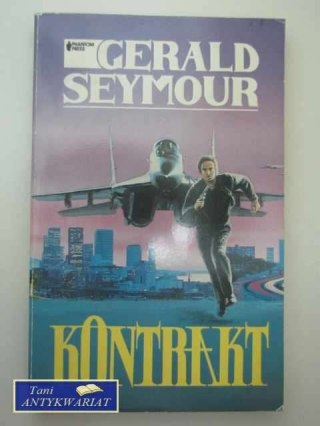 PHANTOM
PRESS
GERALD
SEYMOUR
KONTRAKT
Tani
ANTYKWARIAT